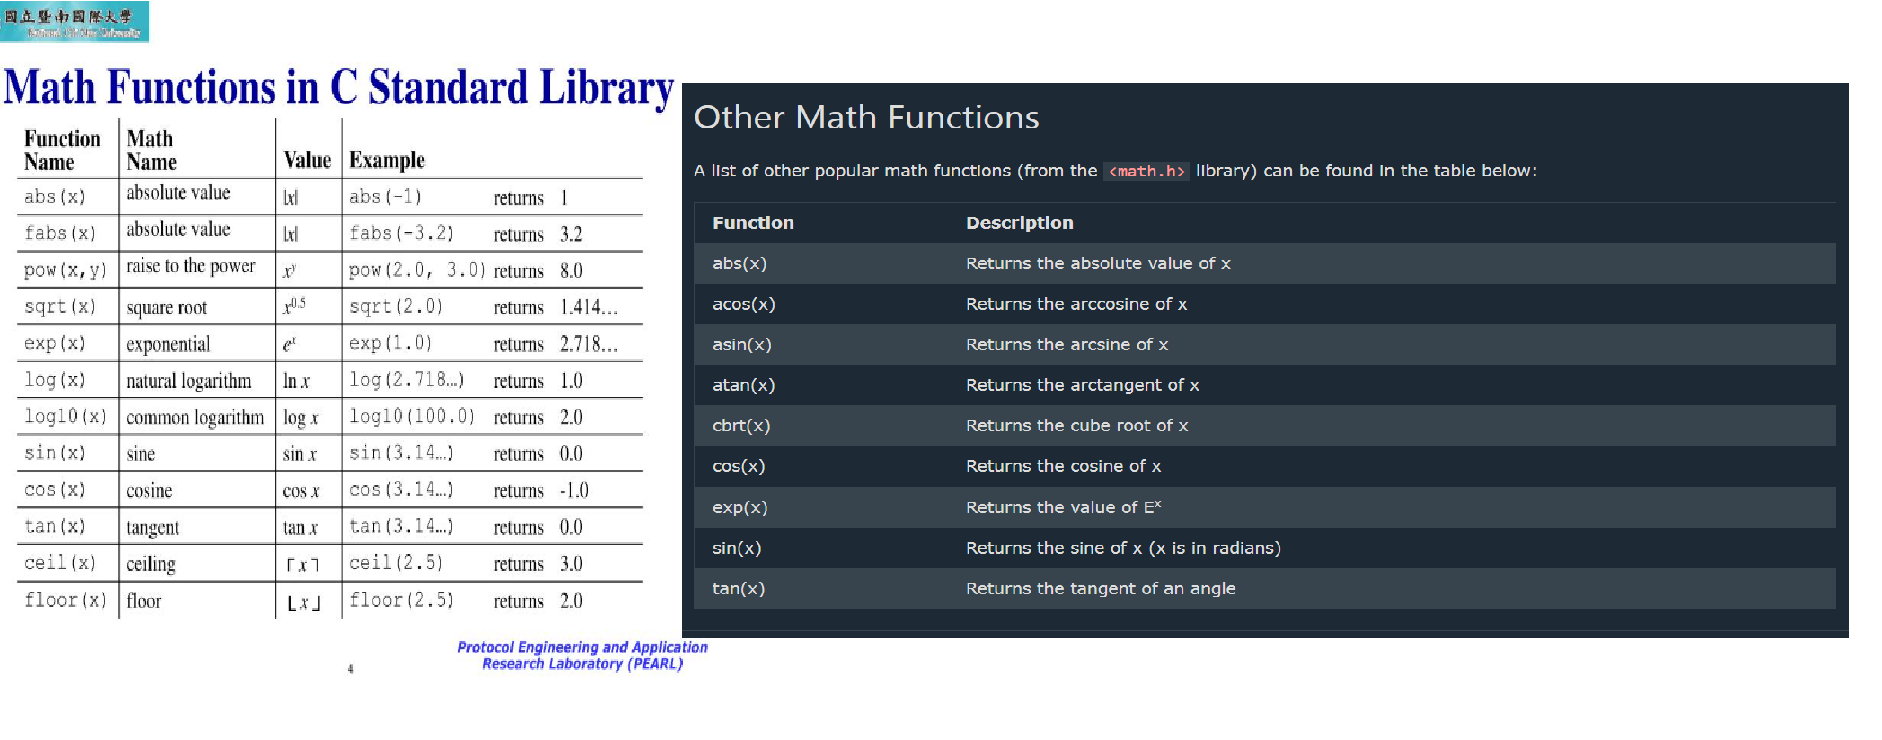 國立暨南國際大學
National Chi Nan University
Math Functions in C Standard Library
Function Name Math Name Value Example
abs(x) absolute value |x| abs(-1) returns 1
fabs(x) absolute value |x| fabs(-3.2) returns 3.2
pow(x,y) raise to the power xʸ pow(2.0, 3.0) returns 8.0
sqrt(x) square root x⁰·⁵ sqrt(2.0) returns 1.414...
exp(x) exponential eˣ exp(1.0) returns 2.718...
log(x) natural logarithm ln x log(2.718…) returns 1.0
log10(x) common logarithm log x log10(100.0) returns 2.0
sin(x) sine sin x sin(3.14…) returns 0.0
cos(x) cosine cos x cos(3.14…) returns -1.0
tan(x) tangent tan x tan(3.14…) returns 0.0
ceil(x) ceiling ⌈x⌉ ceil(2.5) returns 3.0
floor(x) floor ⌊x⌋ floor(2.5) returns 2.0
4
Protocol Engineering and Application
Research Laboratory (PEARL)
Other Math Functions
A list of other popular math functions (from the <math.h> library) can be found in the table below:
Function Description
abs(x) Returns the absolute value of x
acos(x) Returns the arccosine of x
asin(x) Returns the arcsine of x
atan(x) Returns the arctangent of x
cbrt(x) Returns the cube root of x
cos(x) Returns the cosine of x
exp(x) Returns the value of Eˣ
sin(x) Returns the sine of x (x is in radians)
tan(x) Returns the tangent of an angle